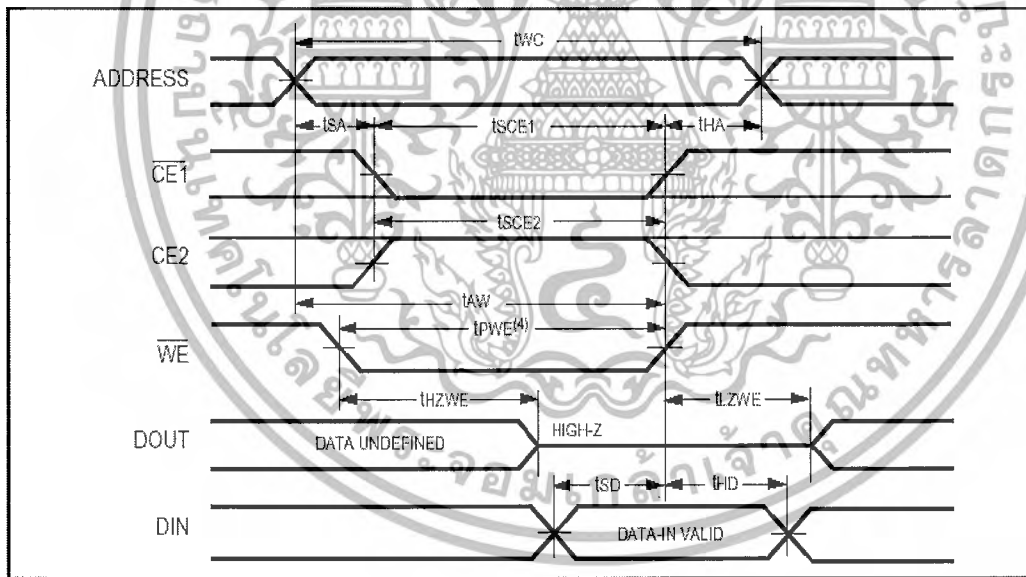 tWC
ADDRESS
tSA
tSCE1
tHA
CE1
tSCE2
CE2
tAW
tPWE(4)
WE
tHZWE
tLZWE
DOUT
DATA UNDEFINED
HIGH-Z
tSD
tHD
DIN
DATA-IN VALID